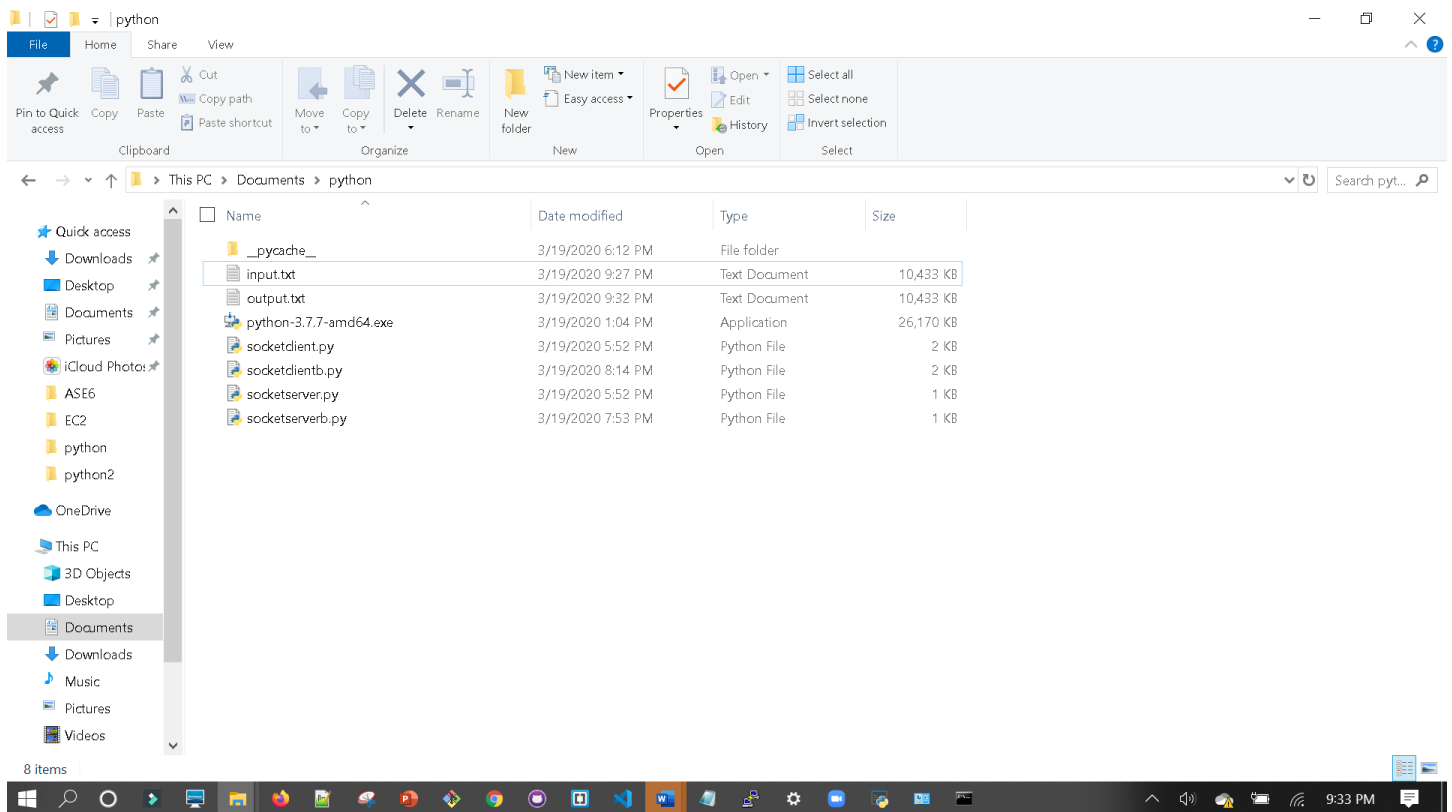 python
File Home Share View
Pin to Quick access
Copy
Paste
Cut
Copy path
Paste shortcut
Clipboard
Move to
Copy to
Delete
Rename
Organize
New folder
New item
Easy access
New
Properties
Open
Edit
History
Open
Select all
Select none
Invert selection
Select
This PC > Documents > python
Search pyt...
Name Date modified Type Size
__pycache__ 3/19/2020 6:12 PM File folder
input.txt 3/19/2020 9:27 PM Text Document 10,433 KB
output.txt 3/19/2020 9:32 PM Text Document 10,433 KB
python-3.7.7-amd64.exe 3/19/2020 1:04 PM Application 26,170 KB
socketclient.py 3/19/2020 5:52 PM Python File 2 KB
socketclientb.py 3/19/2020 8:14 PM Python File 2 KB
socketserver.py 3/19/2020 5:52 PM Python File 1 KB
socketserverb.py 3/19/2020 7:53 PM Python File 1 KB
Quick access
Downloads
Desktop
Documents
Pictures
iCloud Photos
ASE6
EC2
python
python2
OneDrive
This PC
3D Objects
Desktop
Documents
Downloads
Music
Pictures
Videos
8 items
9:33 PM